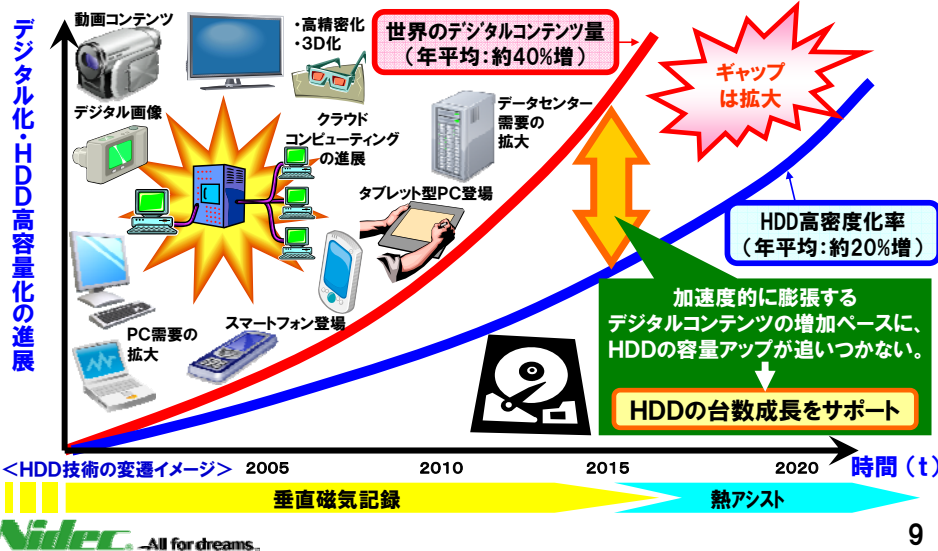 デジタル化・HDD高容量化の進展
動画コンテンツ
・高精密化
・3D化
世界のデジタルコンテンツ量
（年平均：約40%増）
ギャップ
は拡大
デジタル画像
クラウド
コンピューティング
の進展
データセンター
需要の
拡大
タブレット型PC登場
HDD高密度化率
（年平均：約20%増）
PC需要の
拡大
スマートフォン登場
加速度的に膨張する
デジタルコンテンツの増加ペースに、
HDDの容量アップが追いつかない。
HDDの台数成長をサポート
＜HDD技術の変遷イメージ＞ 2005 2010 2015 2020 時間（t）
垂直磁気記録 熱アシスト
Nidec -All for dreams 9